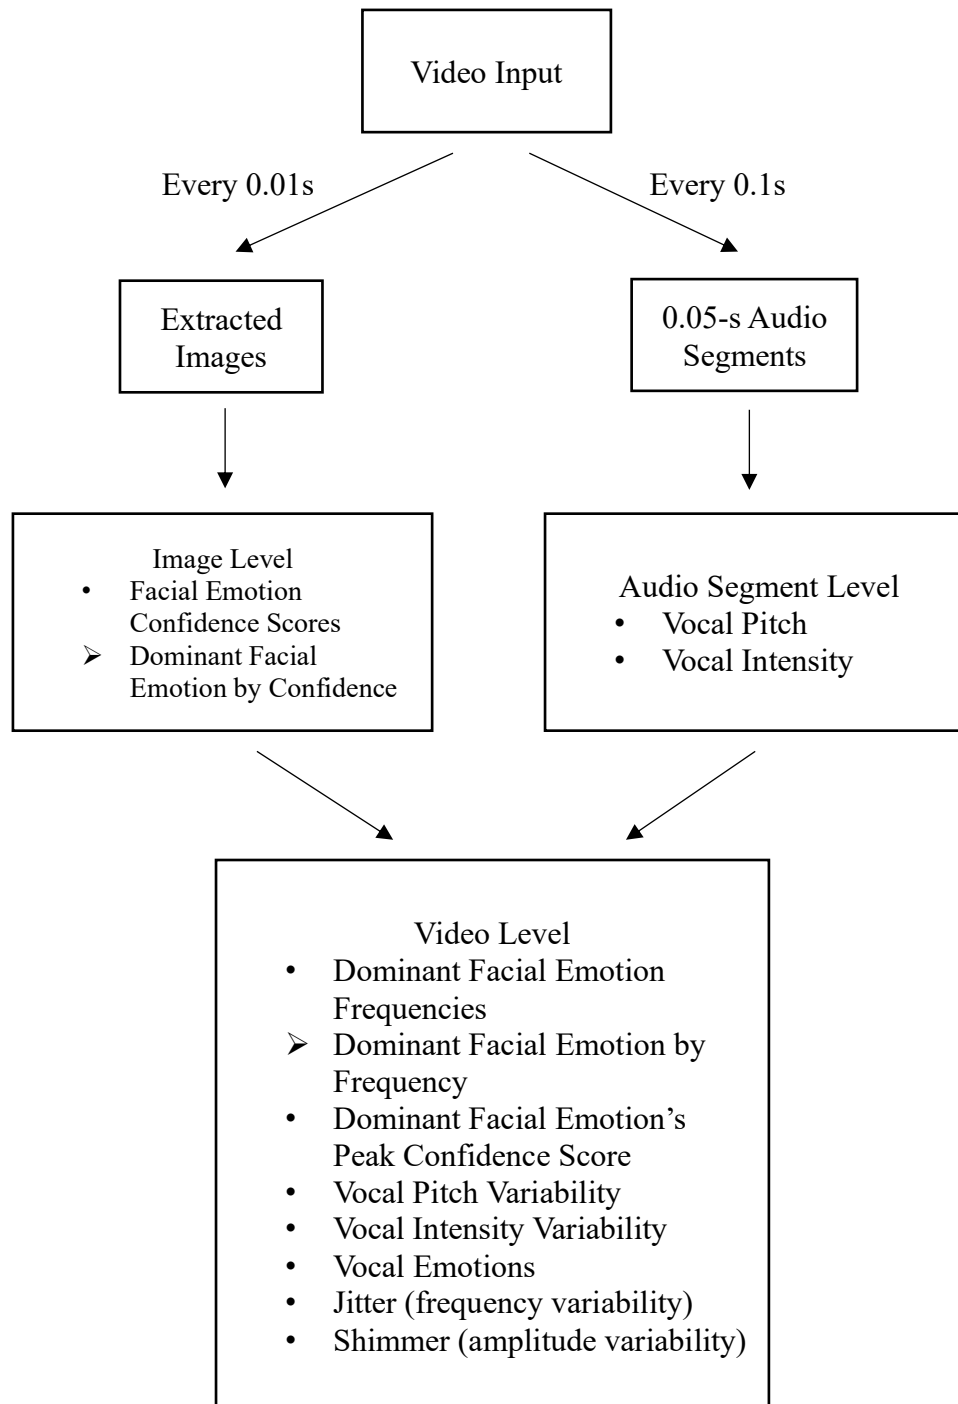 Video Input
Every 0.01s
Every 0.1s
Extracted
Images
0.05-s Audio
Segments
Image Level
• Facial Emotion
Confidence Scores
➢ Dominant Facial
Emotion by Confidence
Audio Segment Level
• Vocal Pitch
• Vocal Intensity
Video Level
• Dominant Facial Emotion
Frequencies
➢ Dominant Facial Emotion by
Frequency
• Dominant Facial Emotion’s
Peak Confidence Score
• Vocal Pitch Variability
• Vocal Intensity Variability
• Vocal Emotions
• Jitter (frequency variability)
• Shimmer (amplitude variability)